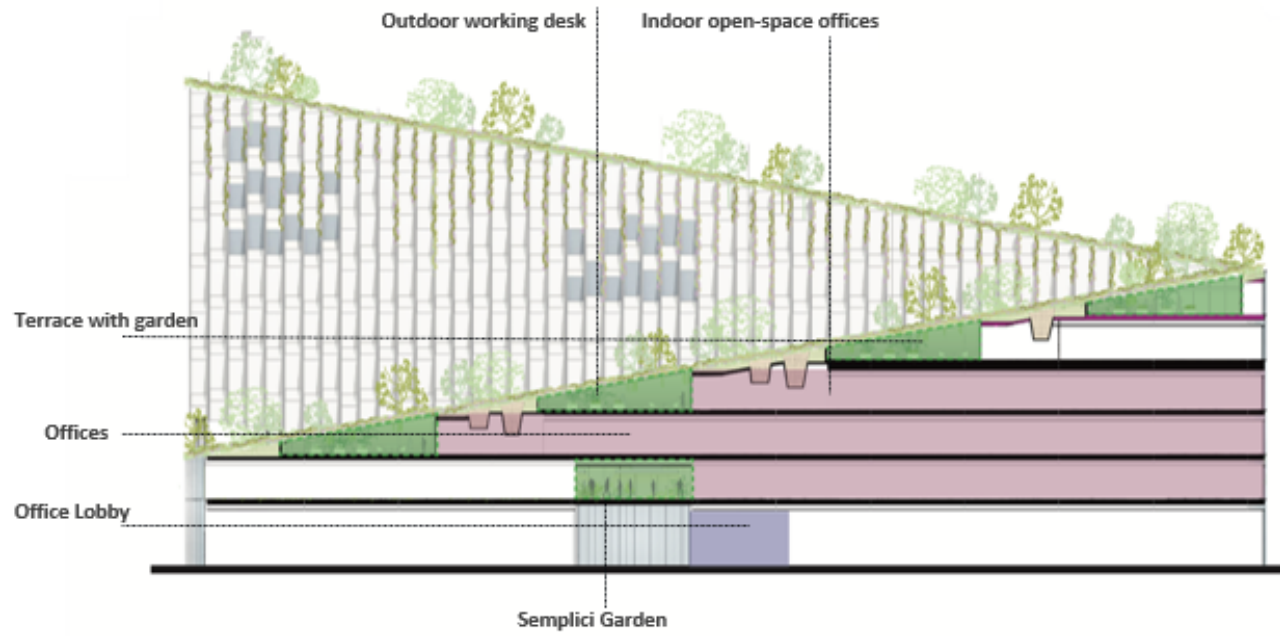 Outdoor working desk
Indoor open-space offices
Terrace with garden
Offices
Office Lobby
Semplici Garden